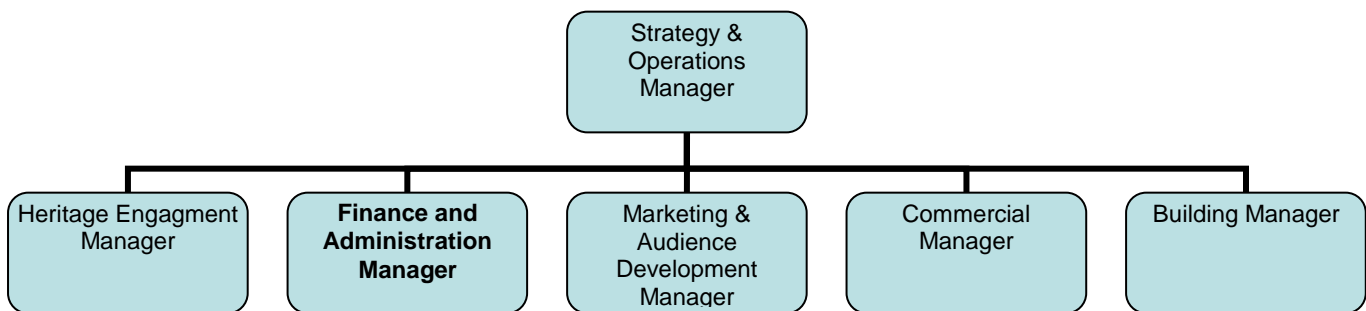 Strategy &
Operations
Manager
Heritage Engagment
Manager
Finance and
Administration
Manager
Marketing &
Audience
Development
Manager
Commercial
Manager
Building Manager